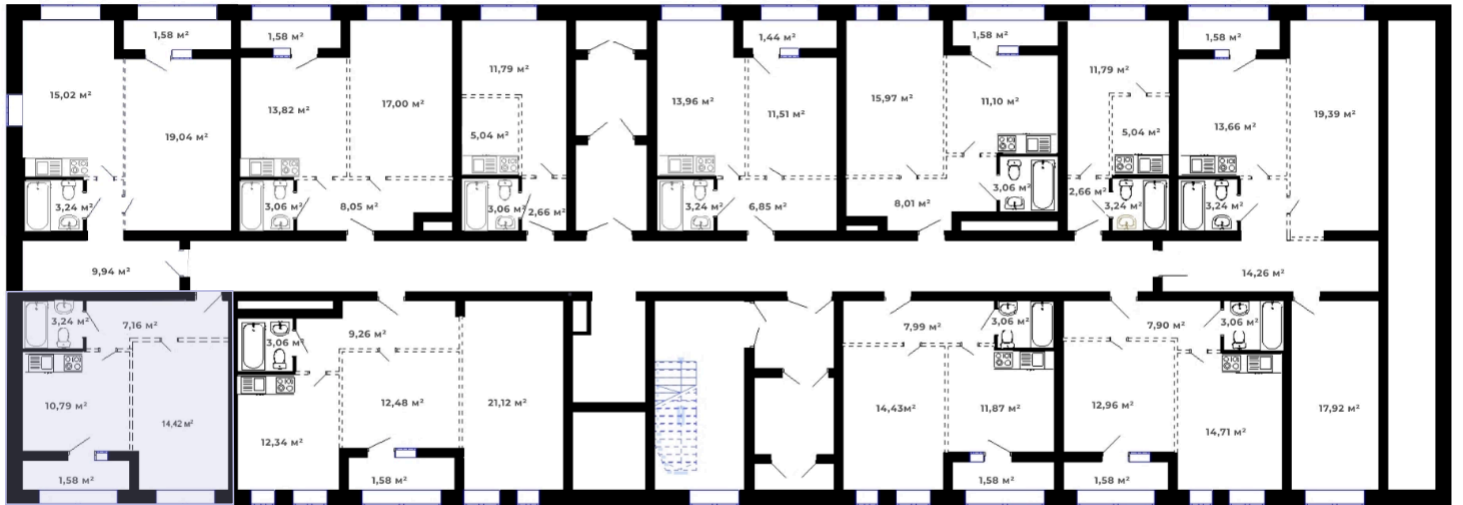 1,58 м²
1,58 м²
1,44 м²
1,58 м²
1,58 м²
15,02 м²
19,04 м²
13,82 м²
17,00 м²
11,79 м²
5,04 м²
13,96 м²
11,51 м²
15,97 м²
11,10 м²
11,79 м²
5,04 м²
13,66 м²
19,39 м²
3,24 м²
3,06 м²
8,05 м²
3,06 м²
2,66 м²
3,24 м²
6,85 м²
8,01 м²
3,06 м²
2,66 м²
3,24 м²
3,24 м²
9,94 м²
14,26 м²
3,24 м²
7,16 м²
3,06 м²
9,26 м²
7,99 м²
3,06 м²
7,90 м²
3,06 м²
10,79 м²
14,42 м²
12,34 м²
12,48 м²
21,12 м²
14,43м²
11,87 м²
12,96 м²
14,71 м²
17,92 м²
1,58 м²
1,58 м²
1,58 м²
1,58 м²